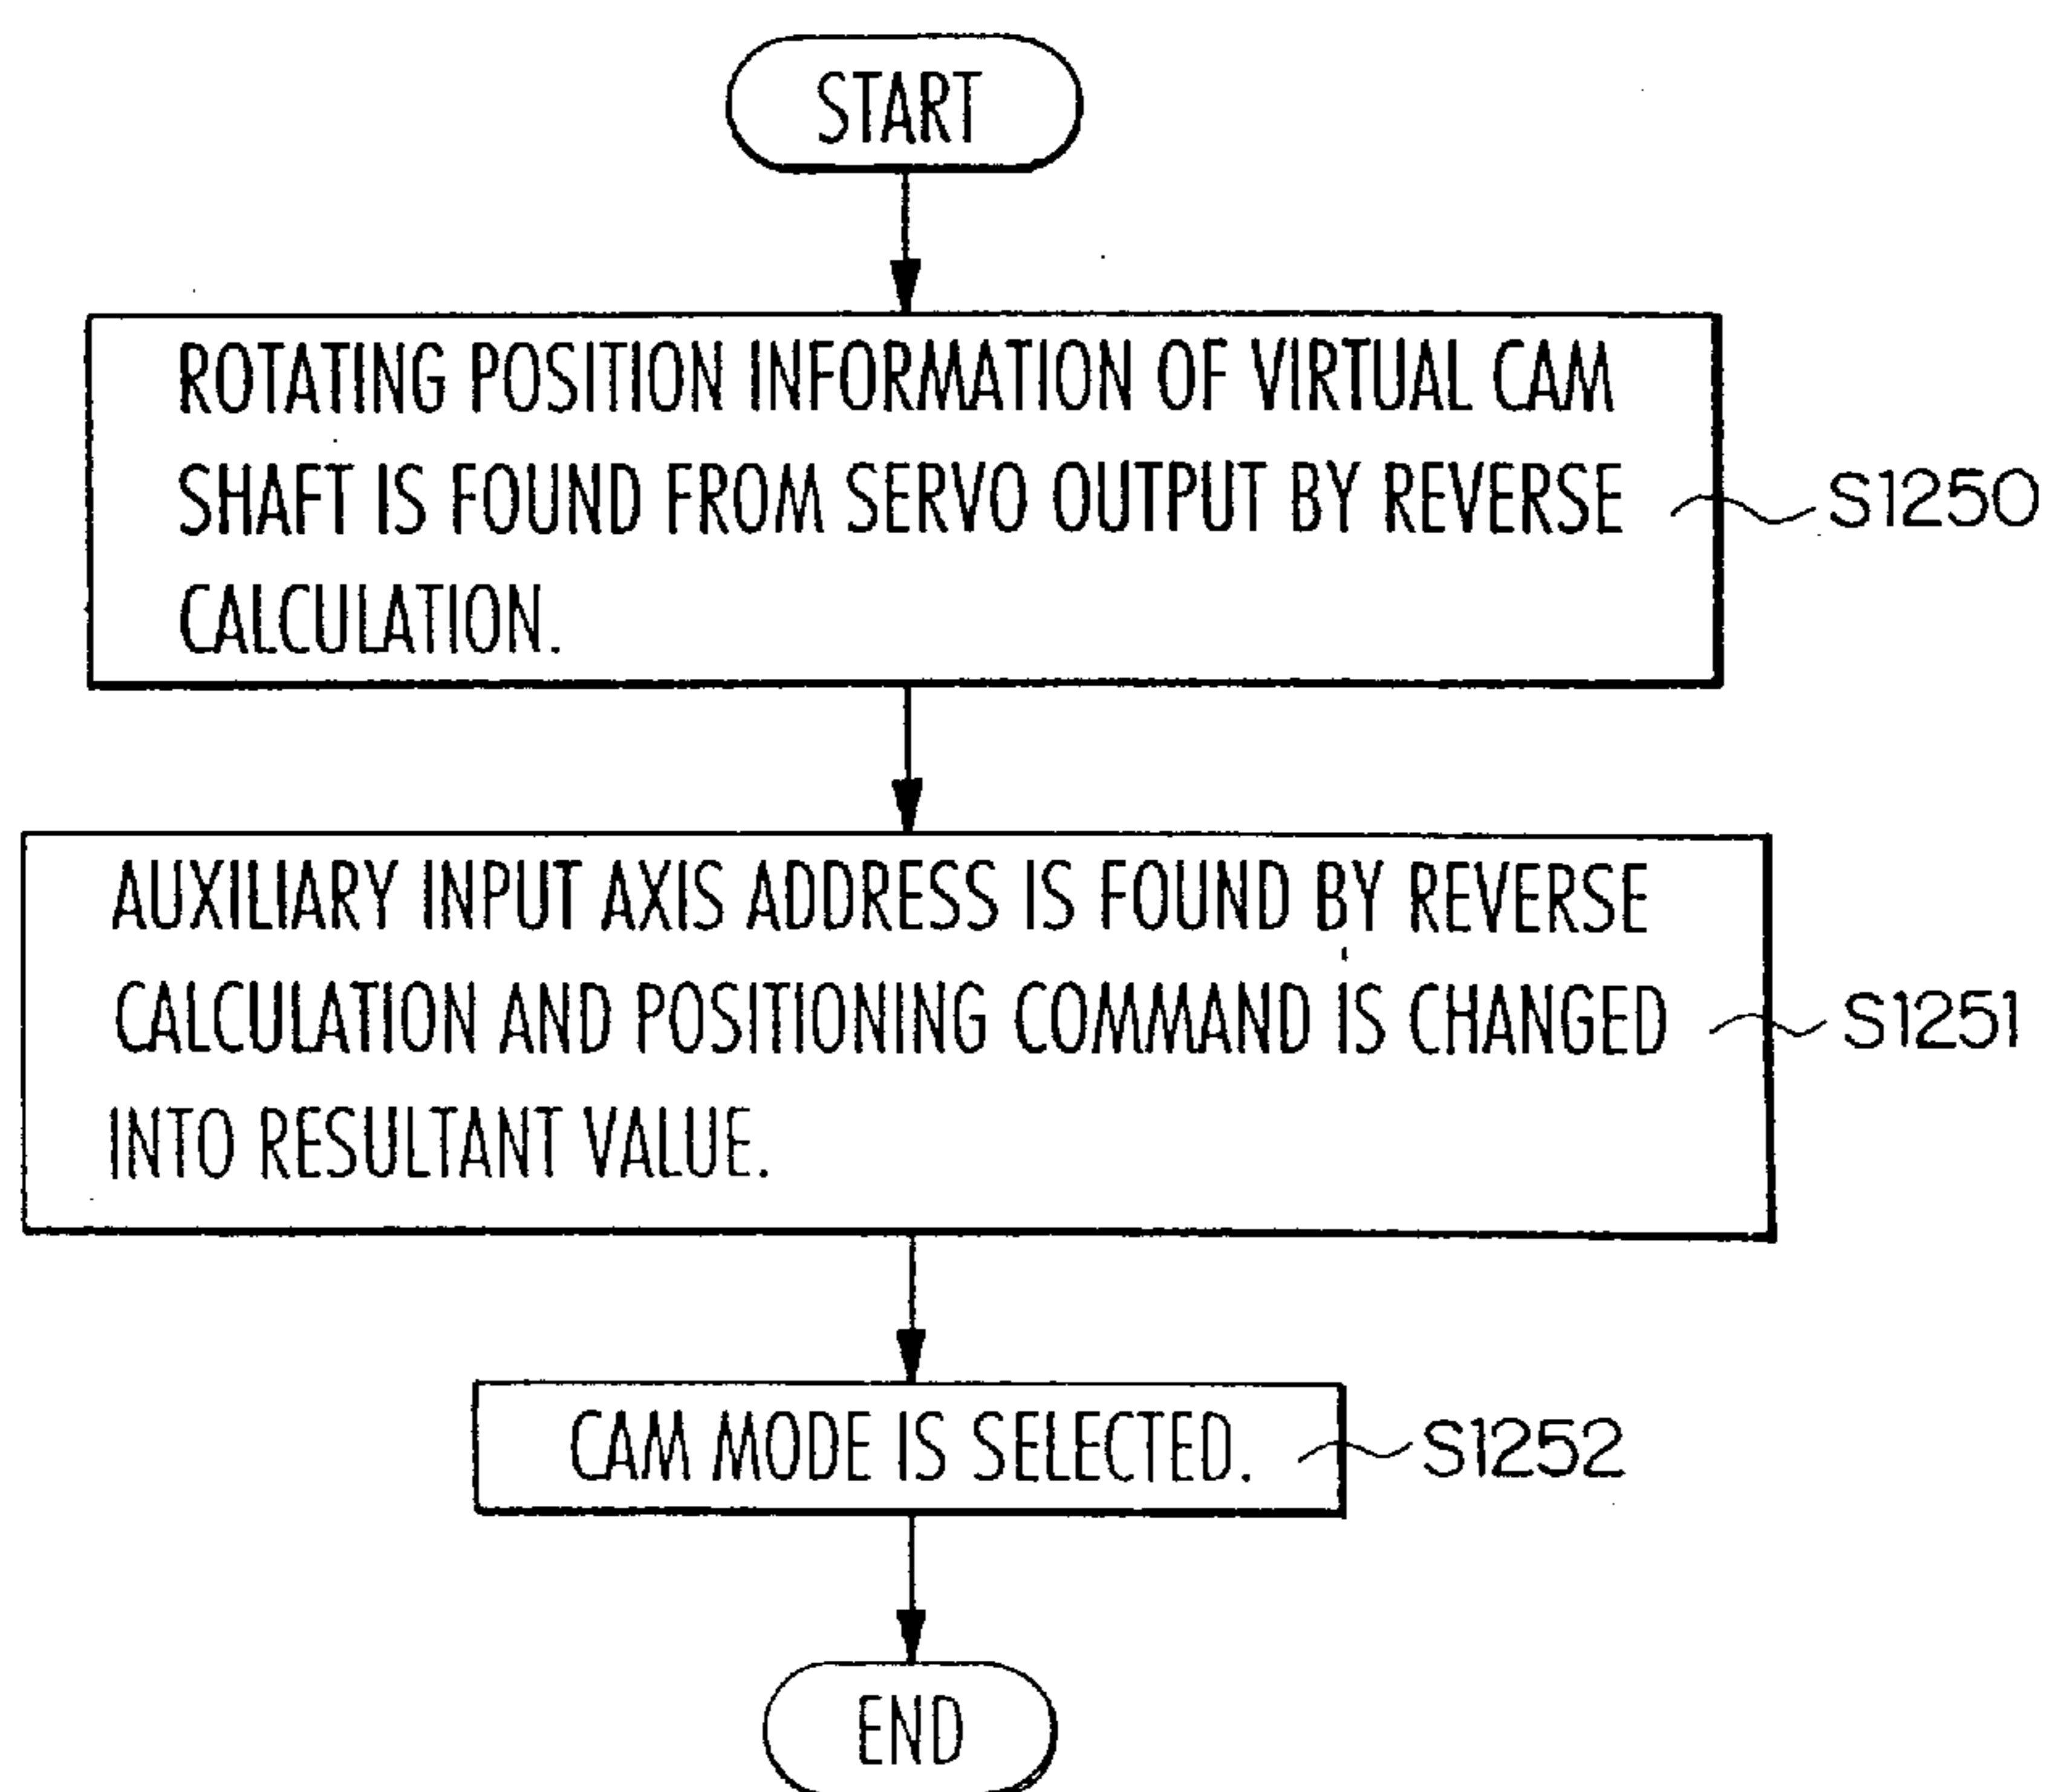 START
ROTATING POSITION INFORMATION OF VIRTUAL CAM
SHAFT IS FOUND FROM SERVO OUTPUT BY REVERSE
CALCULATION.
S1250
AUXILIARY INPUT AXIS ADDRESS IS FOUND BY REVERSE
CALCULATION AND POSITIONING COMMAND IS CHANGED
INTO RESULTANT VALUE.
S1251
CAM MODE IS SELECTED.
S1252
END